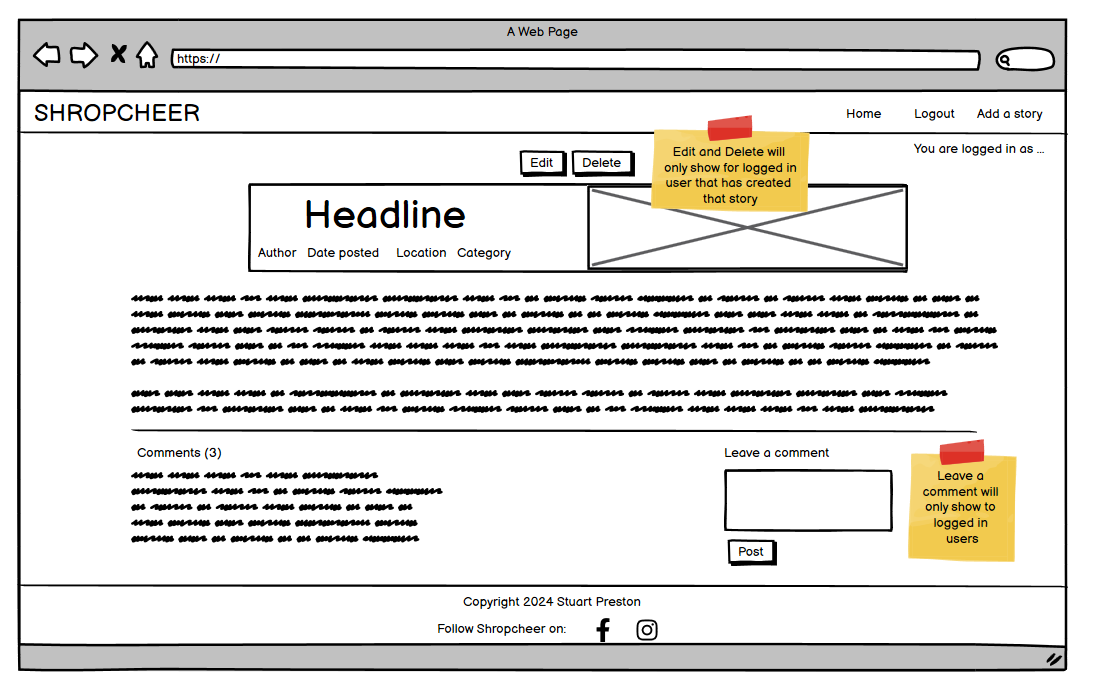 A Web Page
https://
SHROPCHEER
Home Logout Add a story
You are logged in as ...
Edit Delete
Edit and Delete will
only show for logged in
user that has created
that story
Headline
Author Date posted Location Category
Comments (3)
Leave a comment
Post
Leave a
comment will
only show to
logged in
users
Copyright 2024 Stuart Preston
Follow Shropcheer on: